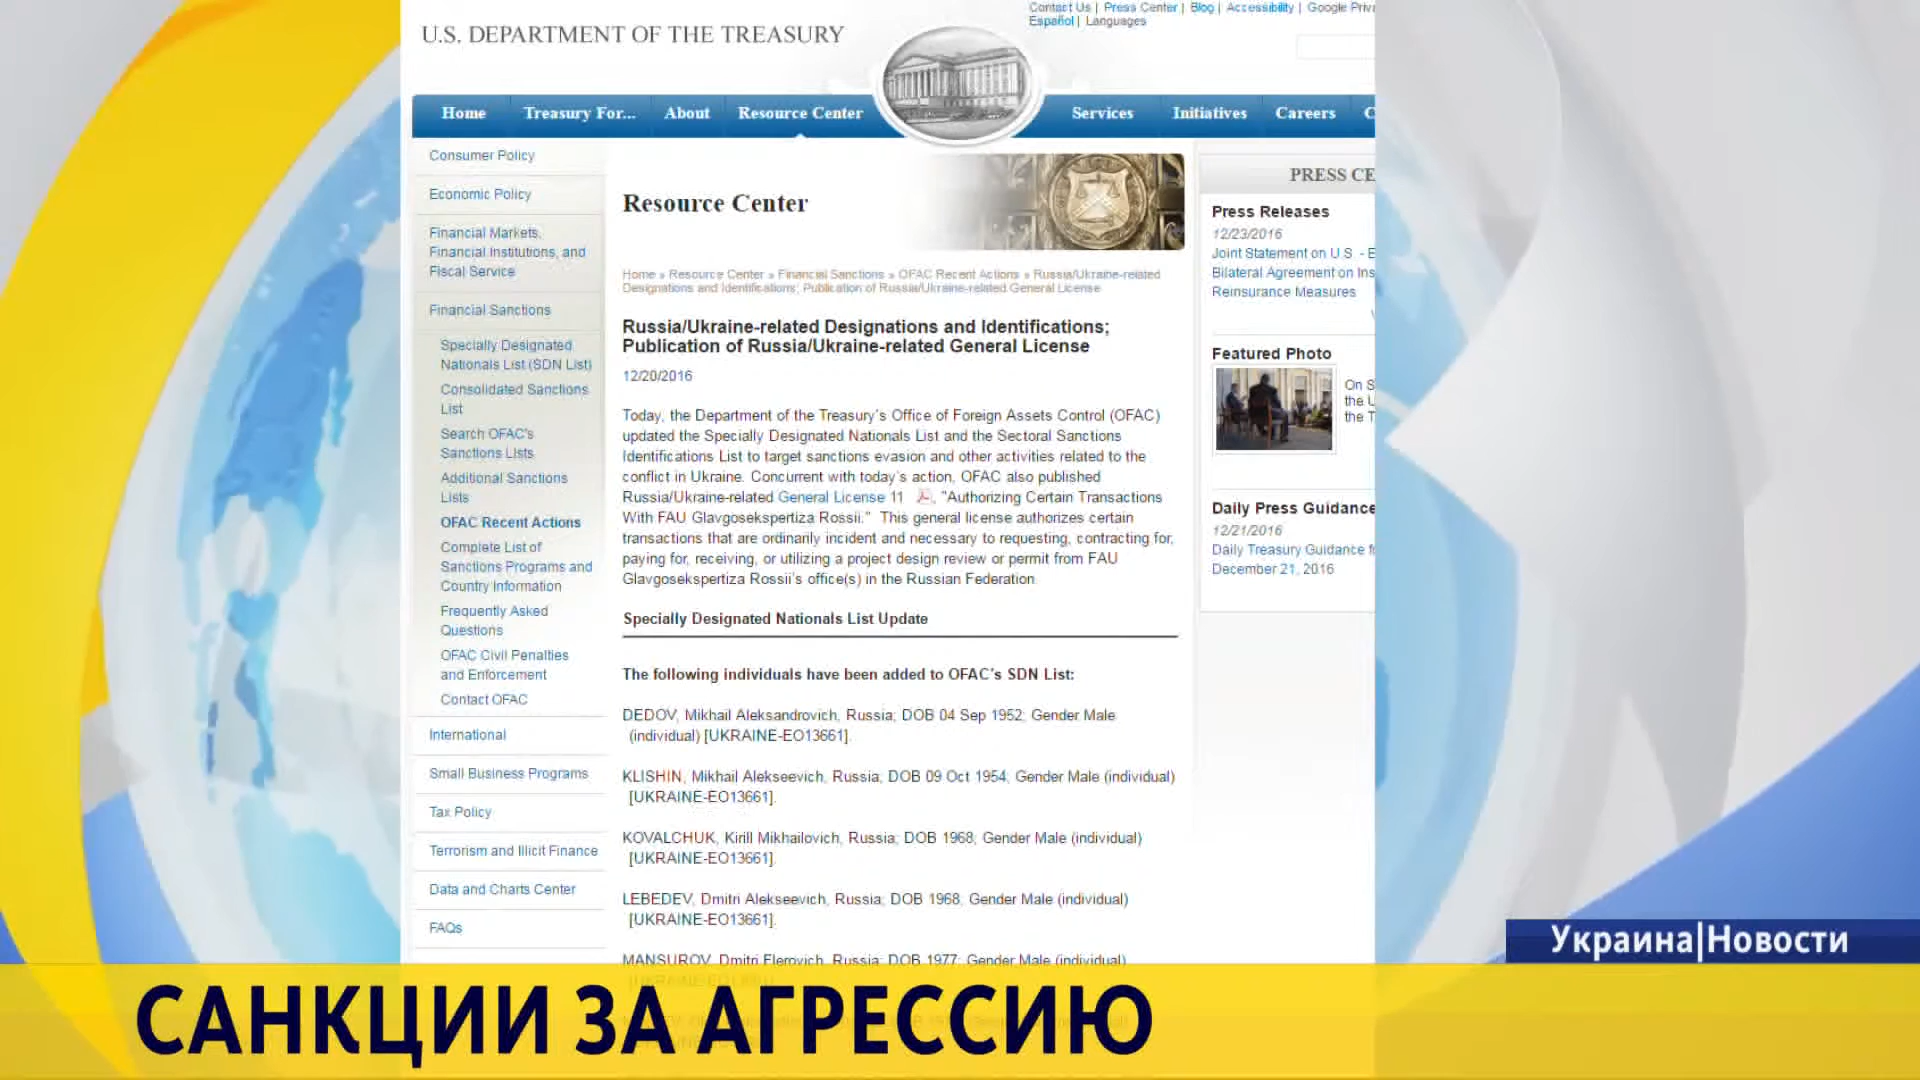 Contact Us | Press Center | Blog | Accessibility | Google
Español | Languages
U.S. DEPARTMENT OF THE TREASURY
Home Treasury For... About Resource Center Services Initiatives Careers
Consumer Policy
Economic Policy
Financial Markets,
Financial Institutions, and
Fiscal Service
Financial Sanctions
Specially Designated
Nationals List (SDN List)
Consolidated Sanctions
List
Search OFAC's
Sanctions Lists
Additional Sanctions
Lists
OFAC Recent Actions
Complete List of
Sanctions Programs and
Country Information
Frequently Asked
Questions
OFAC Civil Penalties
and Enforcement
Contact OFAC
International
Small Business Programs
Tax Policy
Terrorism and Illicit Finance
Data and Charts Center
FAQs
Resource Center
Home » Resource Center » Financial Sanctions » OFAC Recent Actions » Russia/Ukraine-related
Designations and Identifications; Publication of Russia/Ukraine-related General License
Russia/Ukraine-related Designations and Identifications;
Publication of Russia/Ukraine-related General License
12/20/2016
Today, the Department of the Treasury's Office of Foreign Assets Control (OFAC)
updated the Specially Designated Nationals List and the Sectoral Sanctions
Identifications List to target sanctions evasion and other activities related to the
conflict in Ukraine. Concurrent with today's action, OFAC also published
Russia/Ukraine-related General License 11 , "Authorizing Certain Transactions
With FAU Glavgosekspertiza Rossii." This general license authorizes certain
transactions that are ordinarily incident and necessary to requesting, contracting for,
paying for, receiving, or utilizing a project design review or permit from FAU
Glavgosekspertiza Rossii's office(s) in the Russian Federation.
Specially Designated Nationals List Update
The following individuals have been added to OFAC's SDN List:
DEDOV, Mikhail Aleksandrovich, Russia; DOB 04 Sep 1952; Gender Male
(individual) [UKRAINE-EO13661].
KLISHIN, Mikhail Alekseevich, Russia; DOB 09 Oct 1954; Gender Male (individual)
[UKRAINE-EO13661].
KOVALCHUK, Kirill Mikhailovich, Russia; DOB 1968; Gender Male (individual)
[UKRAINE-EO13661].
LEBEDEV, Dmitri Alekseevich, Russia; DOB 1968; Gender Male (individual)
[UKRAINE-EO13661].
MANSUROV, Dmitri Flerovich, Russia; DOB 1977; Gender Male (individual)
PRESS CE
Press Releases
12/23/2016
Joint Statement on U.S. - E
Bilateral Agreement on Ins
Reinsurance Measures
Featured Photo
On S
the U
the T
Daily Press Guidance
12/21/2016
Daily Treasury Guidance
December 21, 2016
Украина|Новости
САНКЦИИ ЗА АГРЕССИЮ